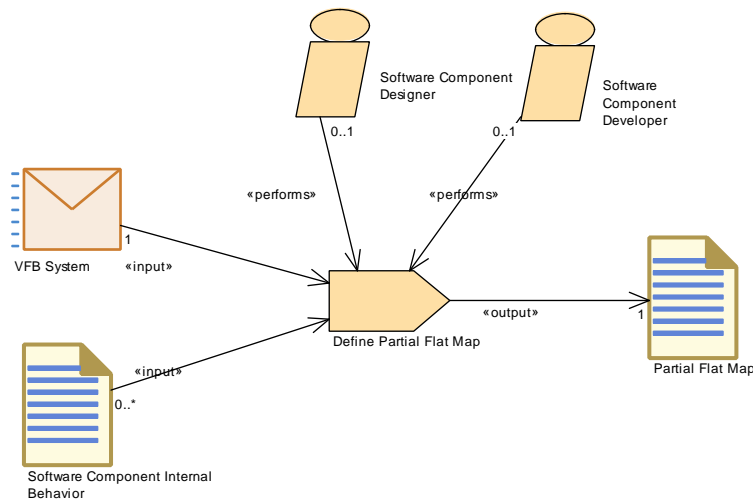 Software Component
Designer
Software
Component
Developer
0..1
0..1
«performs»
«performs»
1
VFB System
«input»
«output»
1
Define Partial Flat Map
Partial Flat Map
«input»
0..*
Software Component Internal
Behavior